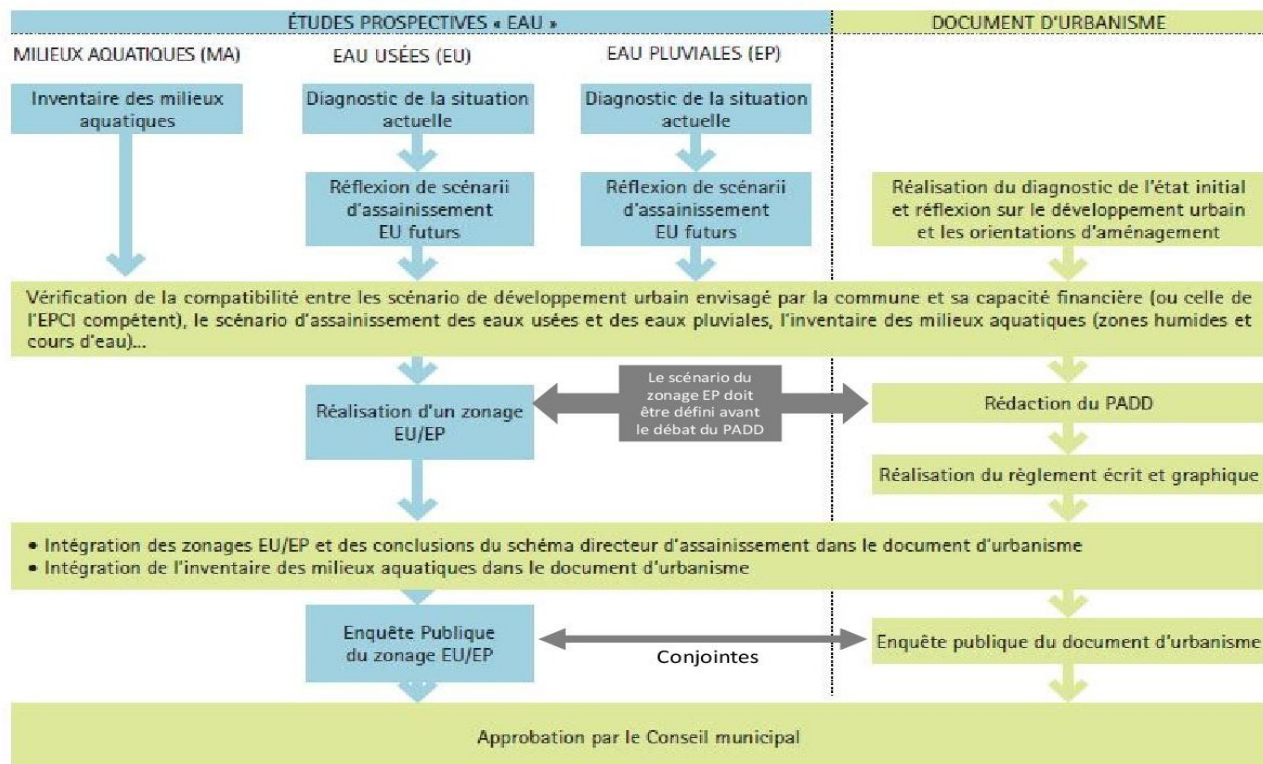 ÉTUDES PROSPECTIVES « EAU »
DOCUMENT D'URBANISME
MILIEUX AQUATIQUES (MA)
EAU USÉES (EU)
EAU PLUVIALES (EP)
Inventaire des milieux
aquatiques
Diagnostic de la situation
actuelle
Diagnostic de la situation
actuelle
Réflexion de scénarii
d'assainissement
EU futurs
Réflexion de scénarii
d'assainissement
EU futurs
Réalisation du diagnostic de l'état initial
et réflexion sur le développement urbain
et les orientations d'aménagement
Vérification de la compatibilité entre les scénario de développement urbain envisagé par la commune et sa capacité financière (ou celle de
l'EPCI compétent), le scénario d'assainissement des eaux usées et des eaux pluviales, l'inventaire des milieux aquatiques (zones humides et
cours d'eau)...
Réalisation d'un zonage
EU/EP
Le scénario du
zonage EP doit
être défini avant
le débat du PADD
Rédaction du PADD
Réalisation du règlement écrit et graphique
• Intégration des zonages EU/EP et des conclusions du schéma directeur d'assainissement dans le document d'urbanisme
• Intégration de l'inventaire des milieux aquatiques dans le document d'urbanisme
Enquête Publique
du zonage EU/EP
Conjointes
Enquête publique du document d'urbanisme
Approbation par le Conseil municipal